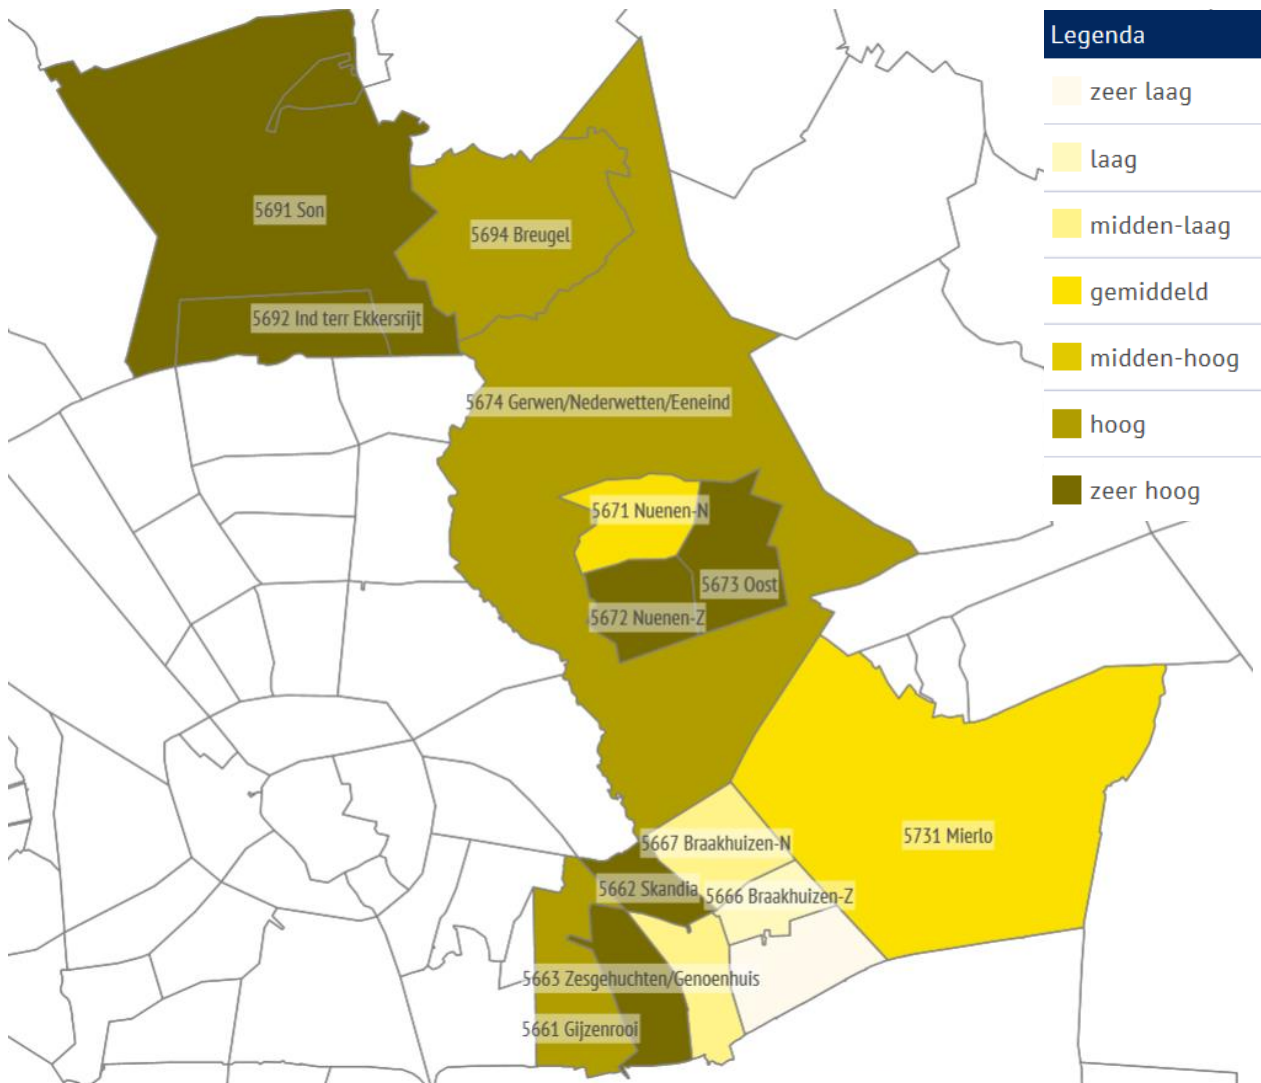 Legenda
zeer laag
laag
midden-laag
gemiddeld
midden-hoog
hoog
zeer hoog
5691 Son
5694 Breugel
5692 Ind terr Ekkersrijt
5674 Gerwen/Nederwetten/Eeneind
5671 Nuenen-N
5673 Oost
5672 Nuenen-Z
5731 Mierlo
5667 Braakhuizen-N
5662 Skandia
5666 Braakhuizen-Z
5663 Zesgehuchten/Genoenhuis
5661 Gijzenrooi